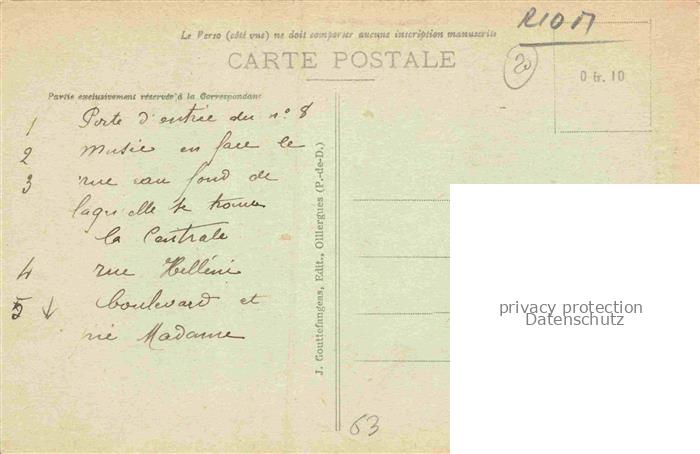 RIOM
Le Verso (côté vue) ne doit comporter aucune inscription manuscrite
CARTE POSTALE
20
0 fr. 10
Partie exclusivement réservée à la Correspondance
1 Porte d'entrée du n° 8
2 Musée en face le
3 rue au fond de
laquelle se trouve
la Centrale
4 rue
5 ↓ boulevard et
Madame
J. Gouttefangeas, Edit., Olliergues (P.-de-D.)
63
privacy protection
Datenschutz